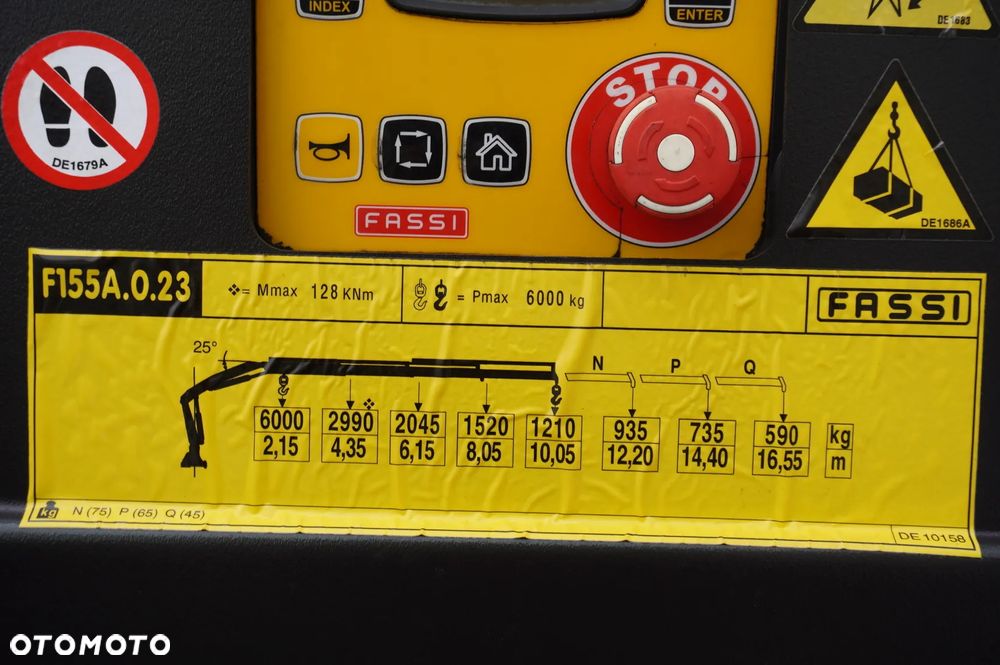 INDEX
ENTER
DE1683
STOP
DE1679A
DE1686A
FASSI
F155A.0.23
❖= Mmax 128 KNm
= Pmax 6000 kg
FASSI
25°
N P Q
❖
6000 2990 2045 1520 1210 935 735 590 kg
2,15 4,35 6,15 8,05 10,05 12,20 14,40 16,55 m
kg N (75) P (65) Q (45)
DE 10158
OTOMOTO